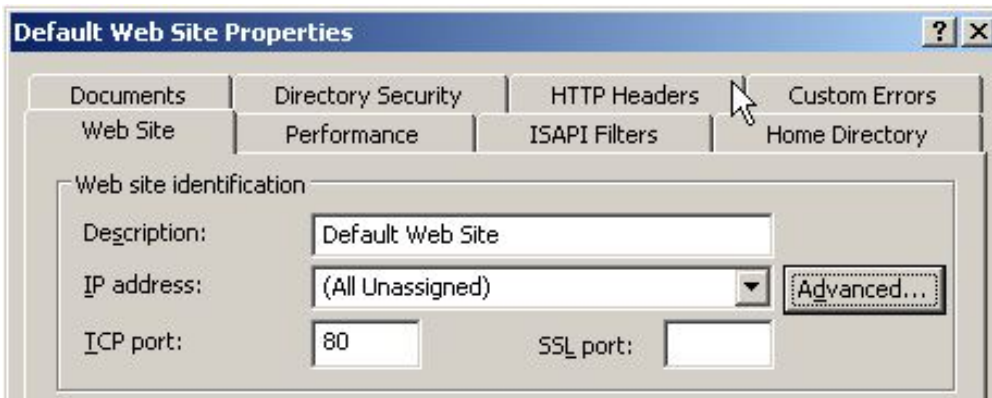 Default Web Site Properties ? X
Documents Directory Security HTTP Headers Custom Errors
Web Site Performance ISAPI Filters Home Directory
Web site identification
Description: Default Web Site
IP address: (All Unassigned) Advanced...
TCP port: 80 SSL port: